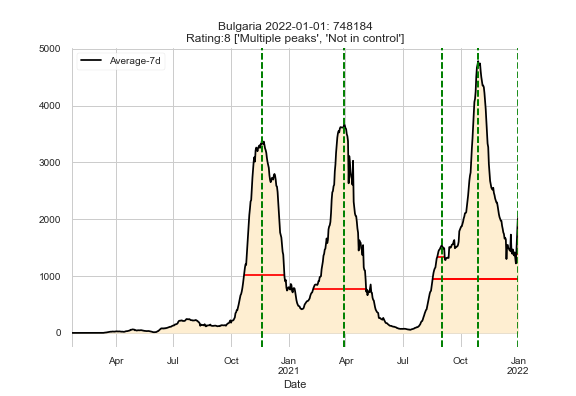 Bulgaria 2022-01-01: 748184
Rating:8 ['Multiple peaks', 'Not in control']
Average-7d
5000
4000
3000
2000
1000
0
Apr Jul Oct Jan Apr Jul Oct Jan
2021 2022
Date